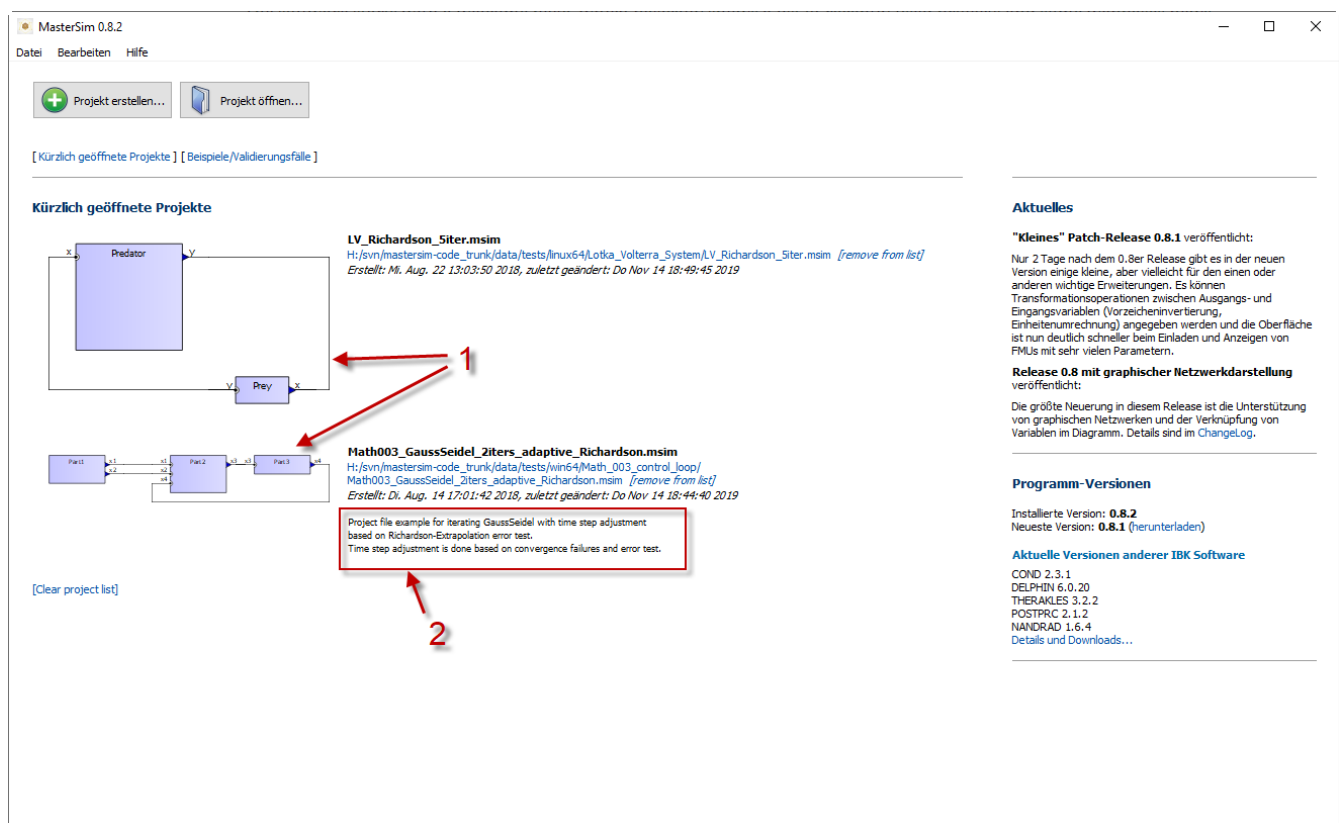 MasterSim 0.8.2
Datei Bearbeiten Hilfe
Projekt erstellen... Projekt öffnen...
[ Kürzlich geöffnete Projekte ] [ Beispiele/Validierungsfälle ]
Kürzlich geöffnete Projekte
x Predator y
y Prey x
LV_Richardson_5iter.msim
H:/svn/mastersim-code_trunk/data/tests/linux64/Lotka_Volterra_System/LV_Richardson_5iter.msim [remove from list]
Erstellt: Mi. Aug. 22 13:03:50 2018, zuletzt geändert: Do Nov 14 18:49:45 2019
1
Part1 x1 x1 Part2 x3 x3 Part3 x4
x2 x2
x4
Math003_GaussSeidel_2iters_adaptive_Richardson.msim
H:/svn/mastersim-code_trunk/data/tests/win64/Math_003_control_loop/
Math003_GaussSeidel_2iters_adaptive_Richardson.msim [remove from list]
Erstellt: Di. Aug. 14 17:01:42 2018, zuletzt geändert: Do Nov 14 18:44:40 2019
Project file example for iterating GaussSeidel with time step adjustment
based on Richardson-Extrapolation error test.
Time step adjustment is done based on convergence failures and error test.
2
[Clear project list]
Aktuelles
"Kleines" Patch-Release 0.8.1 veröffentlicht:
Nur 2 Tage nach dem 0.8er Release gibt es in der neuen
Version einige kleine, aber vielleicht für den einen oder
anderen wichtige Erweiterungen. Es können
Transformationsoperationen zwischen Ausgangs- und
Eingangsvariablen (Vorzeicheninvertierung,
Einheitenumrechnung) angegeben werden und die Oberfläche
ist nun deutlich schneller beim Einladen und Anzeigen von
FMUs mit sehr vielen Parametern.
Release 0.8 mit graphischer Netzwerkdarstellung
veröffentlicht:
Die größte Neuerung in diesem Release ist die Unterstützung
von graphischen Netzwerken und der Verknüpfung von
Variablen im Diagramm. Details sind im ChangeLog.
Programm-Versionen
Installierte Version: 0.8.2
Neueste Version: 0.8.1 (herunterladen)
Aktuelle Versionen anderer IBK Software
COND 2.3.1
DELPHIN 6.0.20
THERAKLES 3.2.2
POSTPRC 2.1.2
NANDRAD 1.6.4
Details und Downloads...